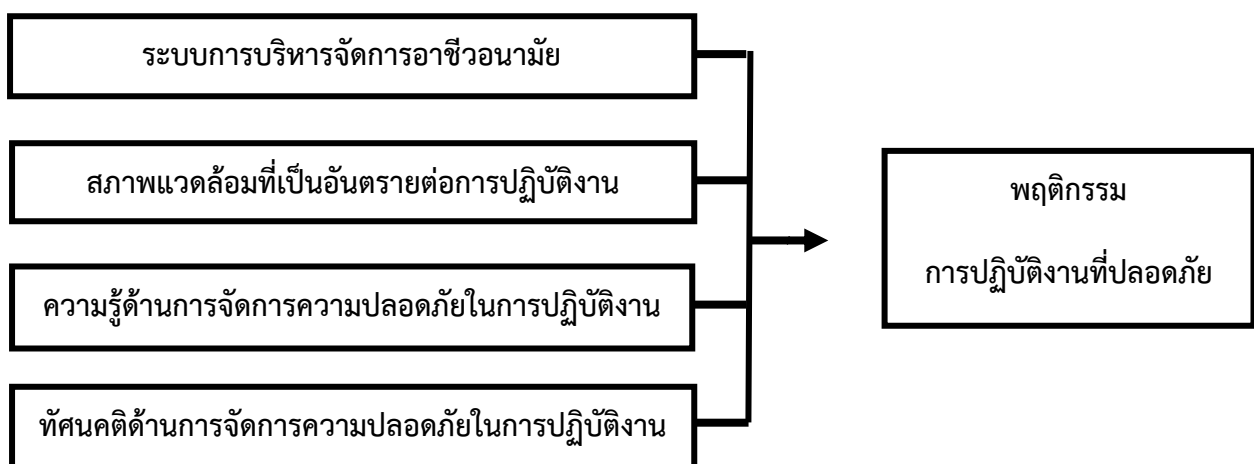 ระบบการบริหารจัดการอาชีวอนามัย
สภาพแวดล้อมที่เป็นอันตรายต่อการปฏิบัติงาน
พฤติกรรม
การปฏิบัติงานที่ปลอดภัย
ความรู้ด้านการจัดการความปลอดภัยในการปฏิบัติงาน
ทัศนคติด้านการจัดการความปลอดภัยในการปฏิบัติงาน